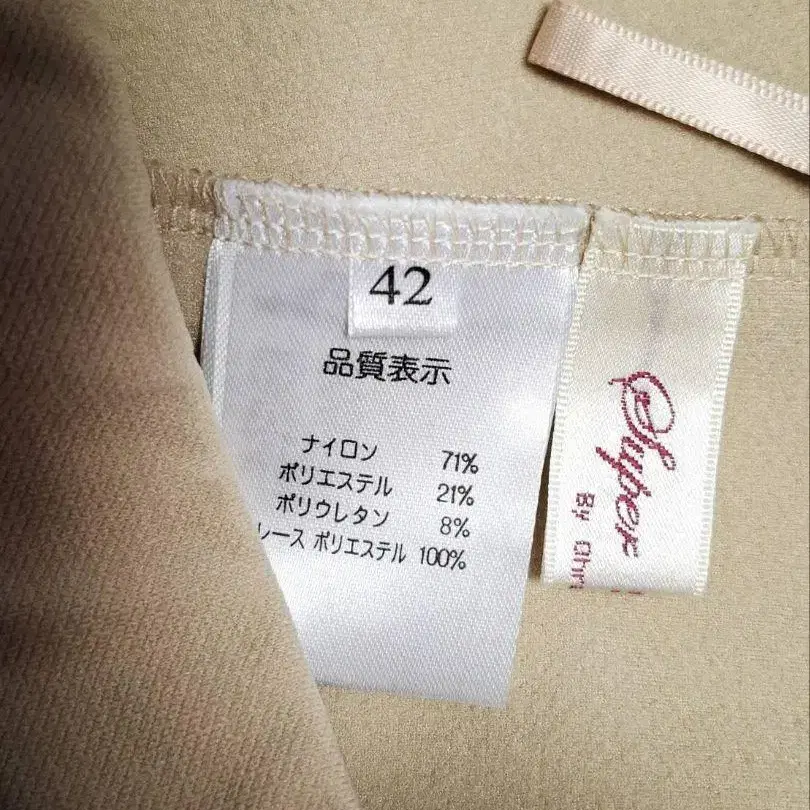 42
品質表示
ナイロン 71%
ポリエステル 21%
ポリウレタン 8%
レース ポリエステル 100%
Super
By Chri